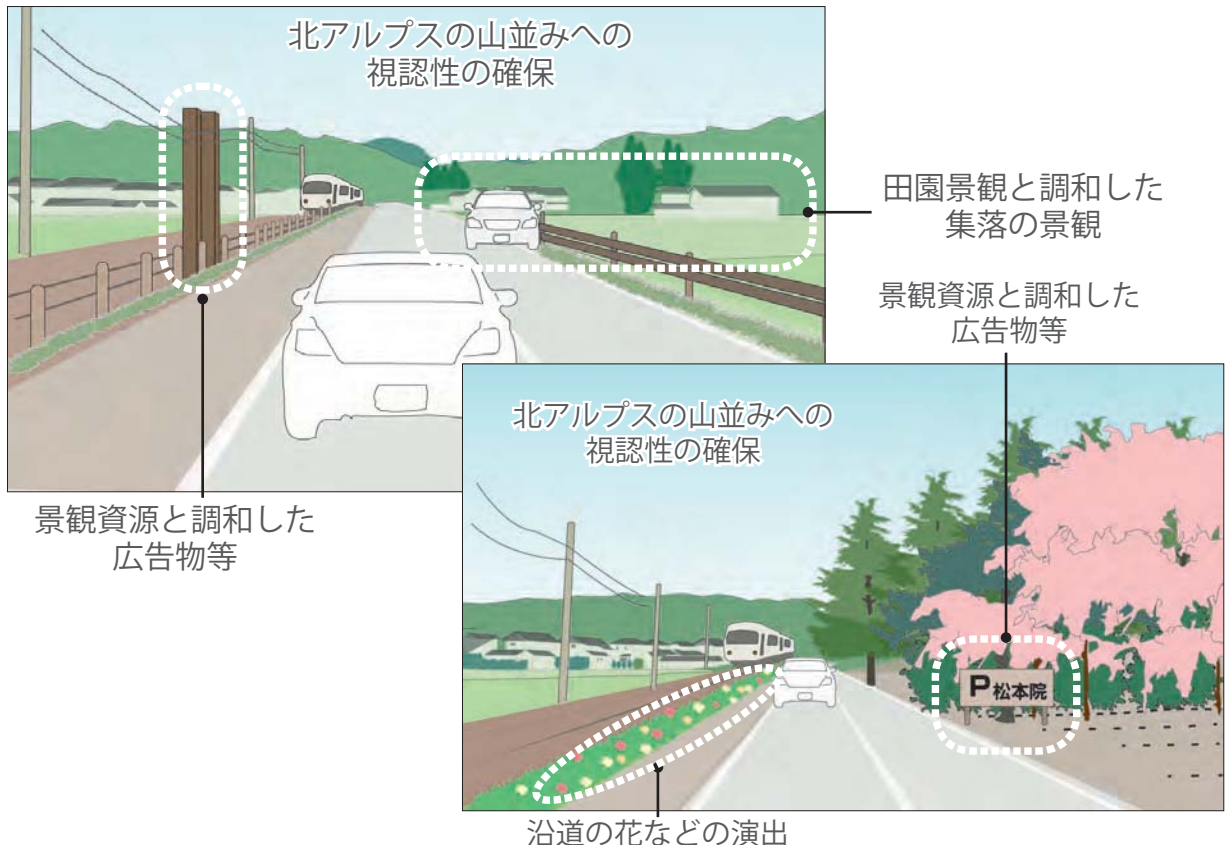 北アルプスの山並みへの
視認性の確保
田園景観と調和した
集落の景観
景観資源と調和した
広告物等
北アルプスの山並みへの
視認性の確保
景観資源と調和した
広告物等
P松本院
沿道の花などの演出